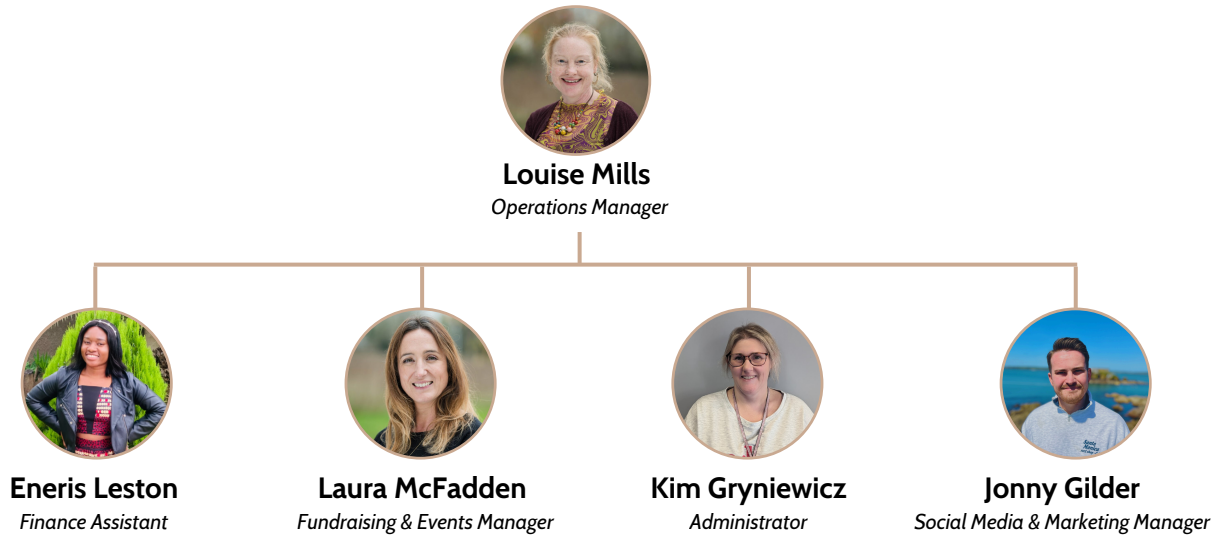 Louise Mills
Operations Manager
Eneris Leston
Finance Assistant
Laura McFadden
Fundraising & Events Manager
Kim Gryniewicz
Administrator
Jonny Gilder
Social Media & Marketing Manager